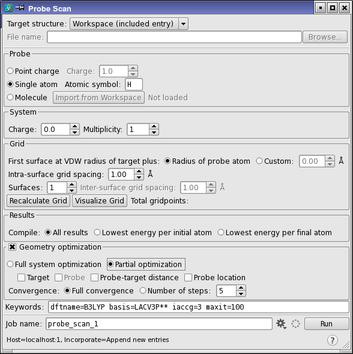 Probe Scan
Target structure: Workspace (included entry)
File name: Browse...
Probe
Point charge Charge: 1.0
Single atom Atomic symbol: H
Molecule Import from Workspace Not loaded
System
Charge: 0.0 Multiplicity: 1
Grid
First surface at VDW radius of target plus: Radius of probe atom Custom: 0.00 Å
Intra-surface grid spacing: 1.00 Å
Surfaces: 1 Inter-surface grid spacing: 1.00 Å
Recalculate Grid Visualize Grid Total gridpoints:
Results
Compile: All results Lowest energy per initial atom Lowest energy per final atom
Geometry optimization
Full system optimization Partial optimization
Target Probe Probe-target distance Probe location
Convergence: Full convergence Number of steps: 5
Keywords: dftname=B3LYP basis=LACV3P** iaccg=3 maxit=100
Job name: probe_scan_1 Run
Host=localhost:1, Incorporate=Append new entries ?